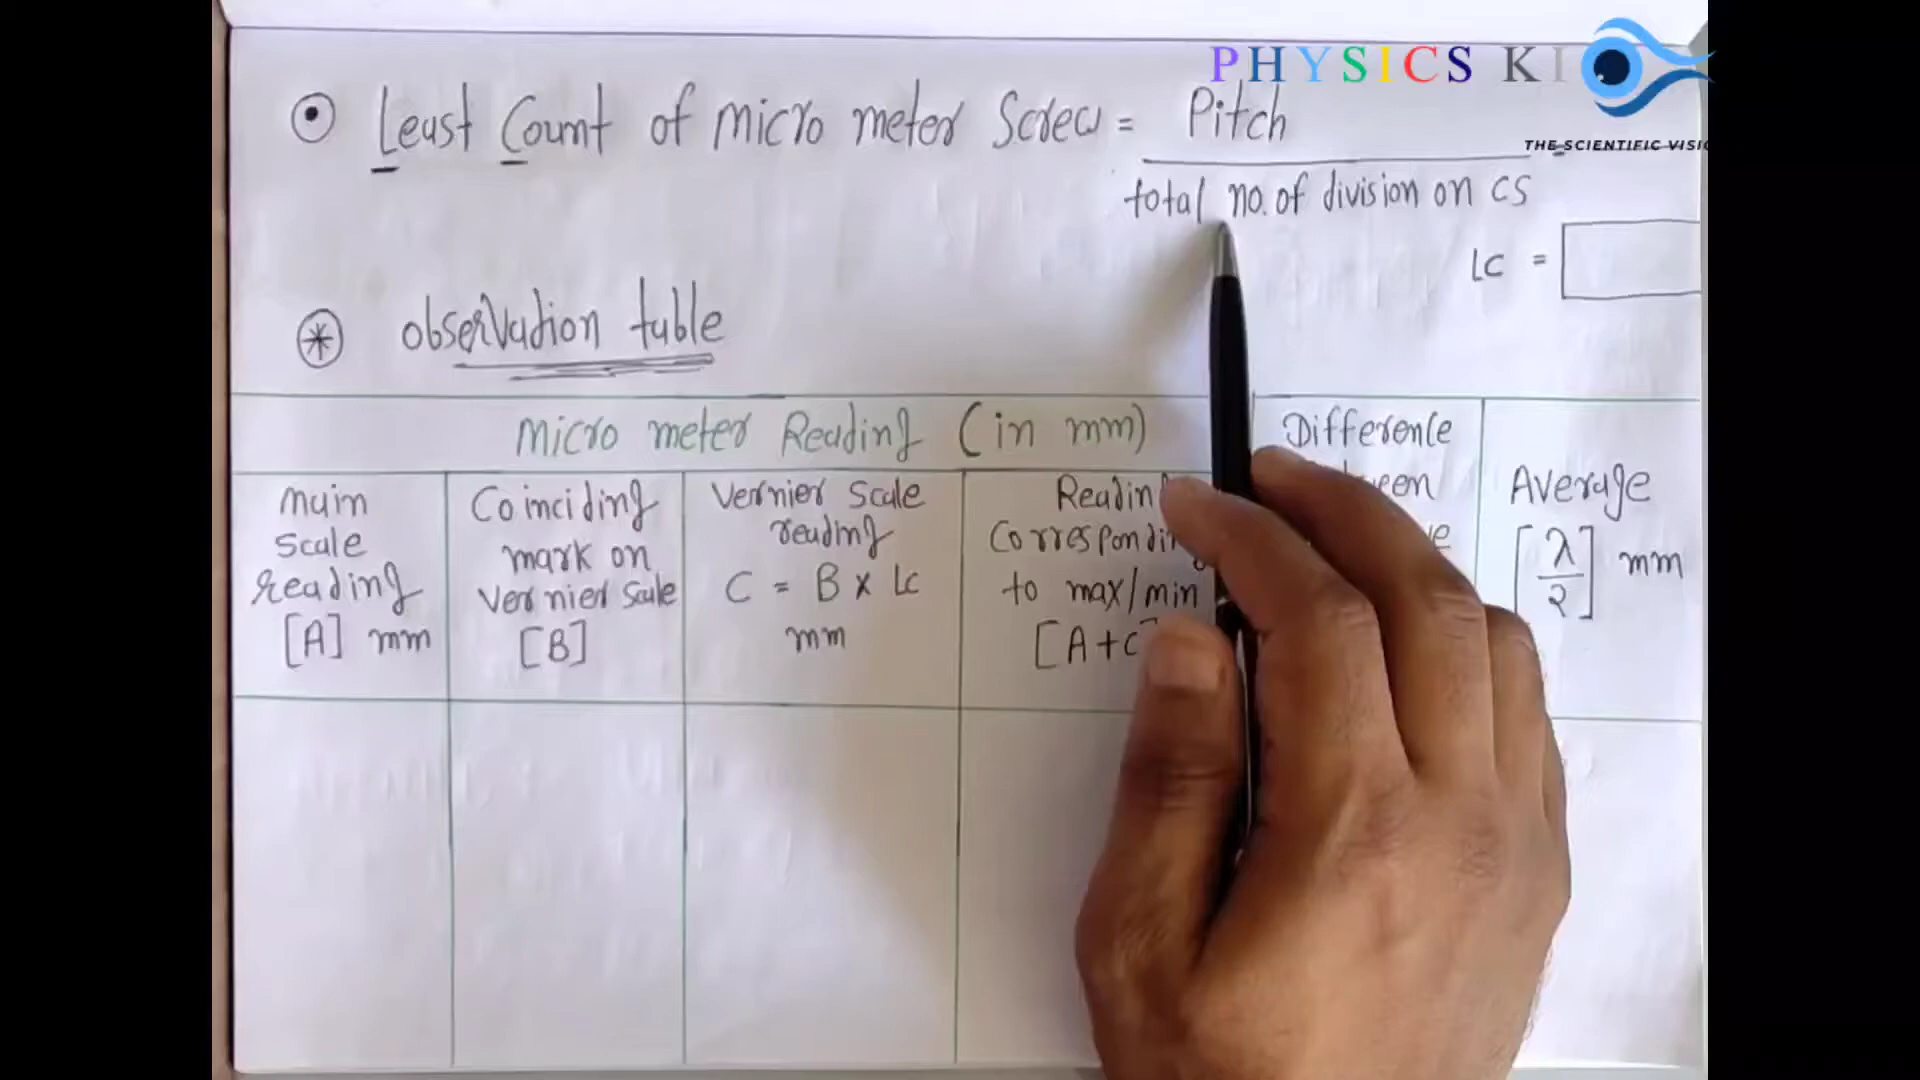 PHYSICS KI
THE SCIENTIFIC VISI
Least Count of micro meter Screw = Pitch =
total no. of division on CS
LC =
observation table
Micro meter Reading (in mm)
main
scale
reading
[A] mm
Coinciding
mark on
Vernier Scale
[B]
Vernier Scale
reading
C = B x Lc
mm
Readin
Correspondin
to max/min
[A+C]
Difference
Average
[λ/2] mm